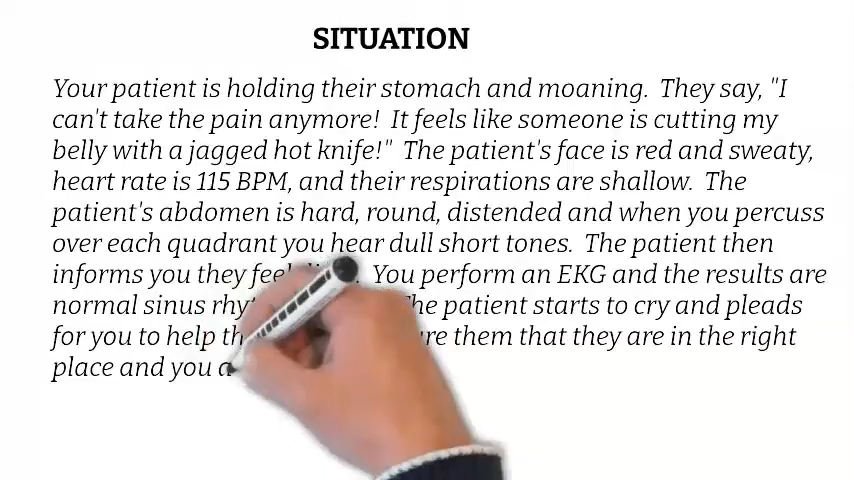 SITUATION
Your patient is holding their stomach and moaning. They say, "I
can't take the pain anymore! It feels like someone is cutting my
belly with a jagged hot knife!" The patient's face is red and sweaty,
heart rate is 115 BPM, and their respirations are shallow. The
patient's abdomen is hard, round, distended and when you percuss
over each quadrant you hear dull short tones. The patient then
informs you they You perform an EKG and the results are
normal sinus patient starts to cry and pleads
for you to help them that they are in the right
place and you